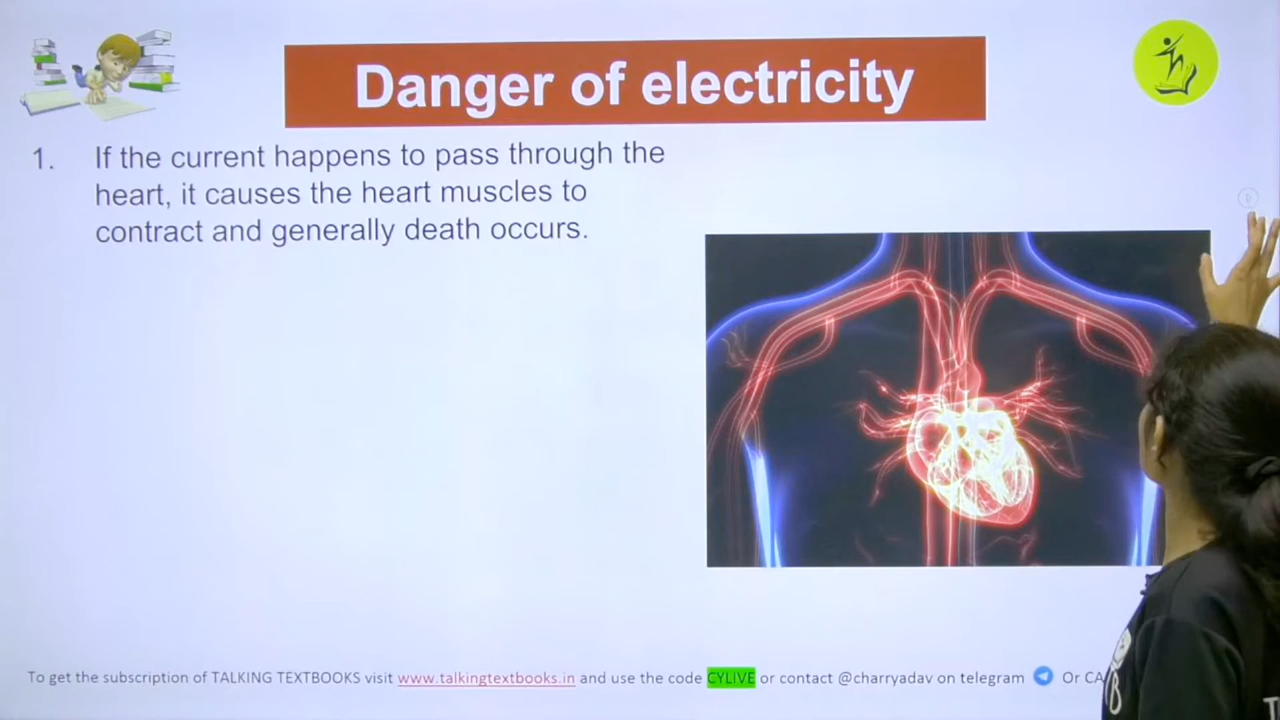 Danger of electricity
1. If the current happens to pass through the
heart, it causes the heart muscles to
contract and generally death occurs.
To get the subscription of TALKING TEXTBOOKS visit www.talkingtextbooks.in and use the code CYLIVE or contact @charryadav on telegram Or CA